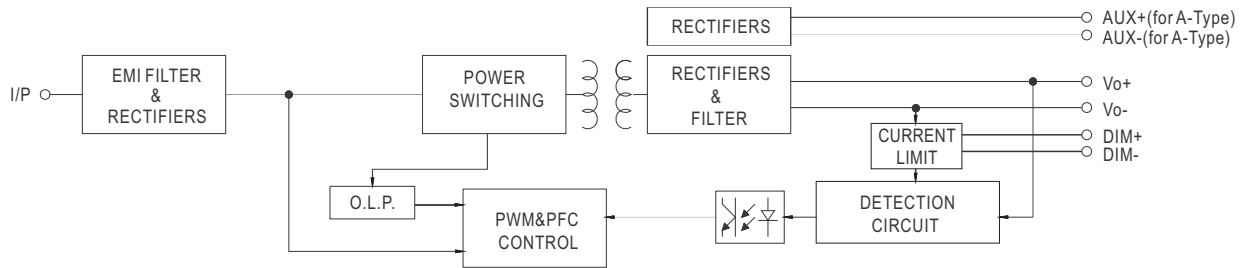 RECTIFIERS
AUX+(for A-Type)
AUX-(for A-Type)
I/P
EMI FILTER
&
RECTIFIERS
POWER
SWITCHING
RECTIFIERS
&
FILTER
Vo+
Vo-
CURRENT
LIMIT
DIM+
DIM-
O.L.P.
PWM&PFC
CONTROL
DETECTION
CIRCUIT